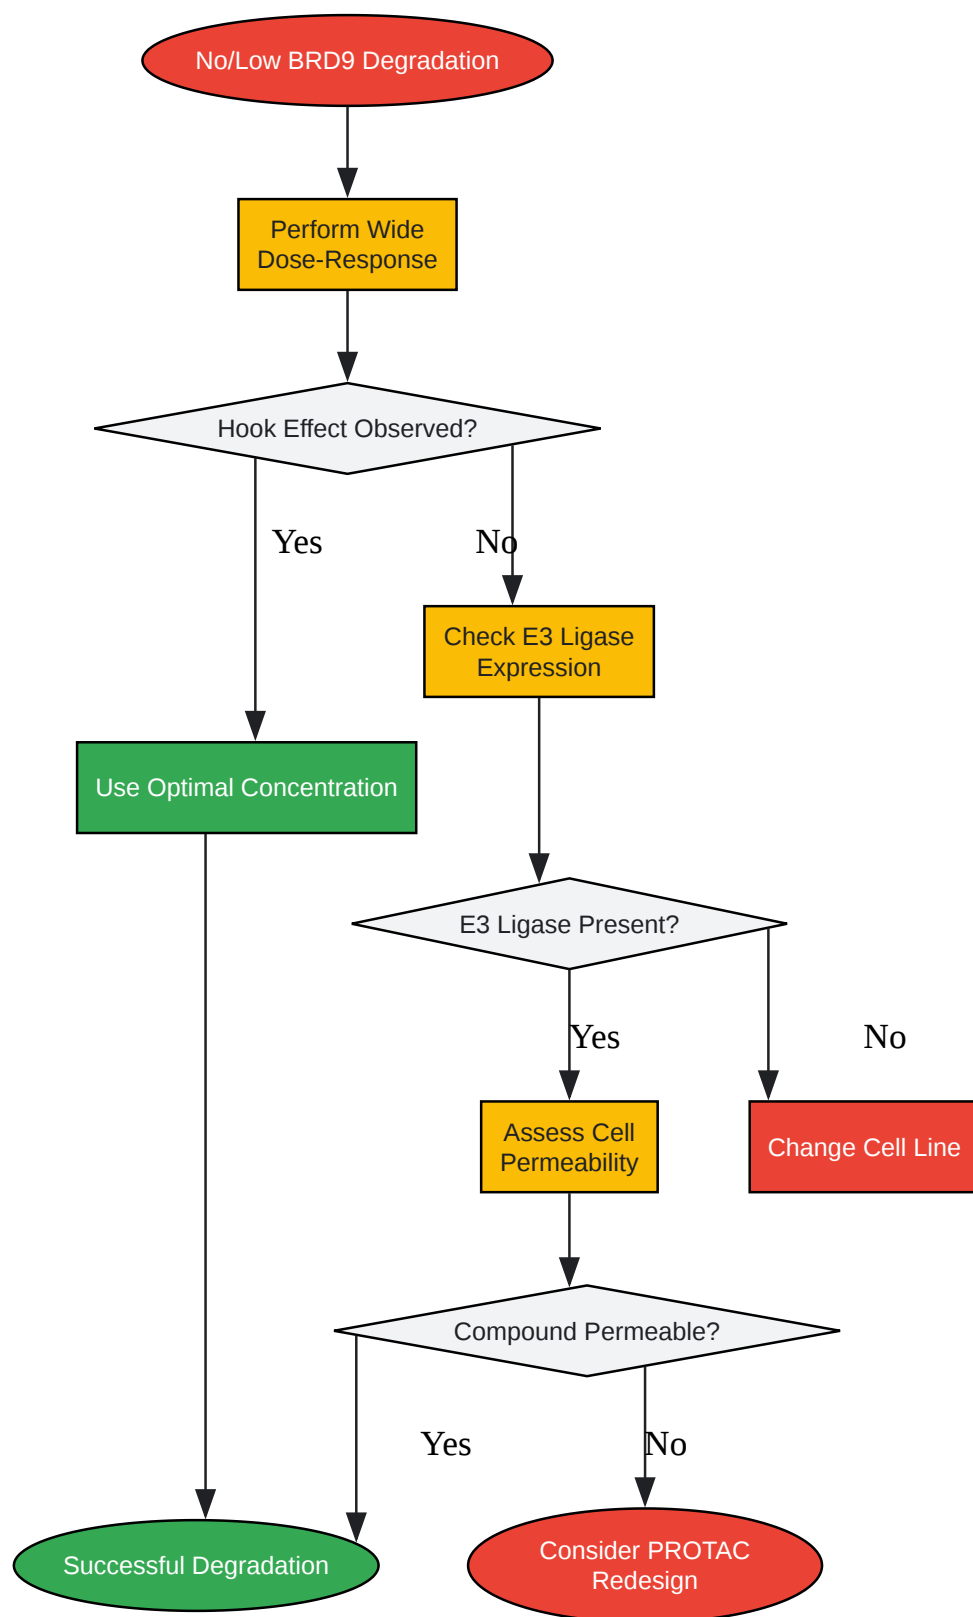 No/Low BRD9 Degradation
Perform Wide
Dose-Response
Hook Effect Observed?
Yes
No
Check E3 Ligase
Expression
Use Optimal Concentration
E3 Ligase Present?
Yes
No
Assess Cell
Permeability
Change Cell Line
Compound Permeable?
Yes
No
Successful Degradation
Consider PROTAC
Redesign